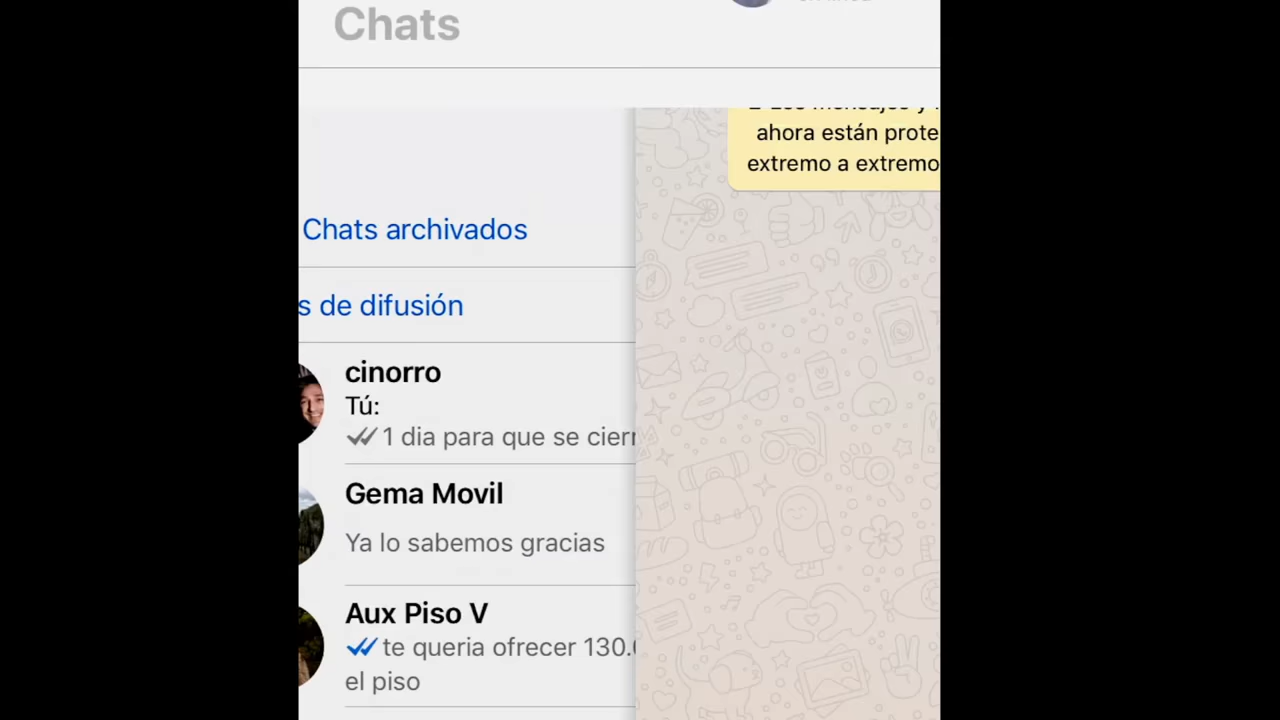 Chats
ahora están prote
extremo a extremo
Chats archivados
s de difusión
cinorro
Tú:
1 dia para que se cierr
Gema Movil
Ya lo sabemos gracias
Aux Piso V
te queria ofrecer 130.
el piso